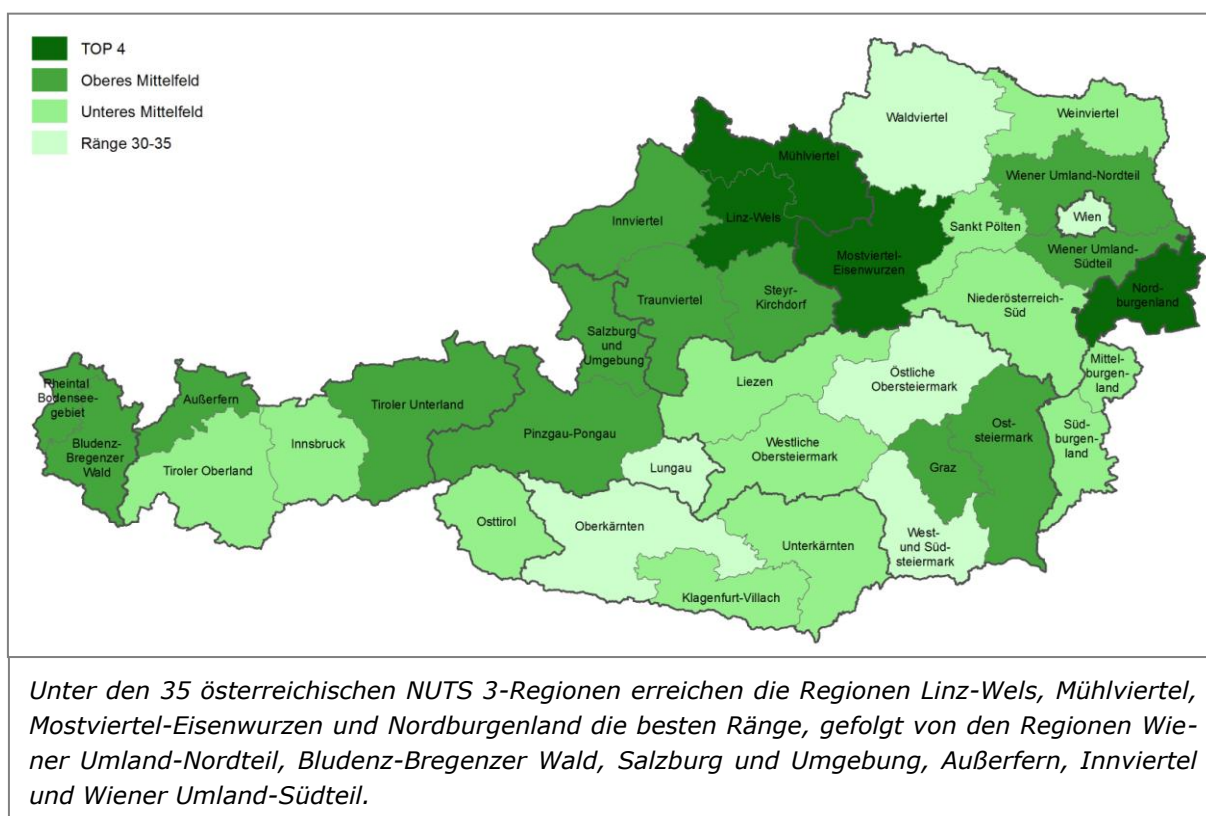 TOP 4
Oberes Mittelfeld
Unteres Mittelfeld
Ränge 30-35
Waldviertel
Weinviertel
Mühlviertel
Wiener Umland-Nordteil
Innviertel
Linz-Wels
Sankt Pölten
Wien
Mostviertel-
Eisenwurzen
Wiener Umland-
Südteil
Nord-
burgenland
Traunviertel
Steyr-
Kirchdorf
Niederösterreich-
Süd
Salzburg
und
Umgebung
Mittel-
burgen-
land
Östliche
Obersteiermark
Liezen
Rheintal
Bodensee-
gebiet
Außerfern
Tiroler Unterland
Ost-
steiermark
Süd-
burgen-
land
Bludenz-
Bregenzer
Wald
Innsbruck
Pinzgau-Pongau
Westliche
Obersteiermark
Tiroler Oberland
Lungau
Graz
Osttirol
Oberkärnten
Unterkärnten
West-
und Süd-
steiermark
Klagenfurt-Villach
Unter den 35 österreichischen NUTS 3-Regionen erreichen die Regionen Linz-Wels, Mühlviertel,
Mostviertel-Eisenwurzen und Nordburgenland die besten Ränge, gefolgt von den Regionen Wie-
ner Umland-Nordteil, Bludenz-Bregenzer Wald, Salzburg und Umgebung, Außerfern, Innviertel
und Wiener Umland-Südteil.